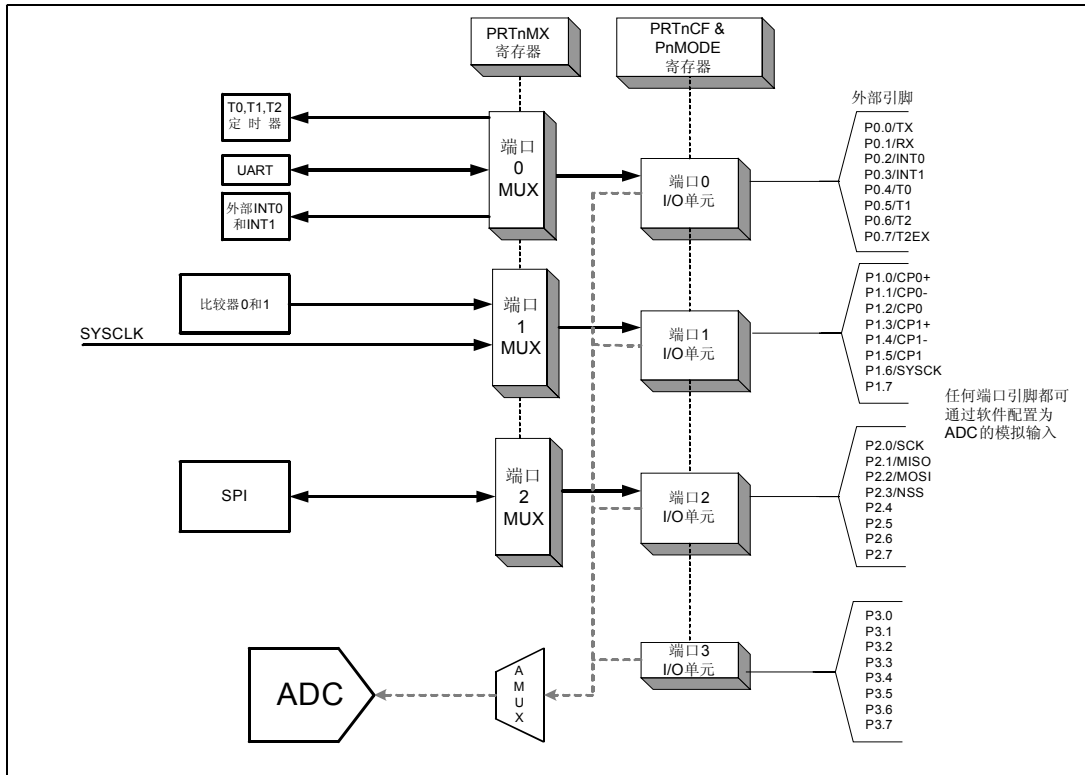 PRTnMX
寄存器
PRTnCF &
PnMODE
寄存器
外部引脚
T0,T1,T2
定 时 器
UART
外部INT0
和INT1
端口
0
MUX
端口0
I/O单元
P0.0/TX
P0.1/RX
P0.2/INT0
P0.3/INT1
P0.4/T0
P0.5/T1
P0.6/T2
P0.7/T2EX
比较器0和1
SYSCLK
端口
1
MUX
端口1
I/O单元
P1.0/CP0+
P1.1/CP0-
P1.2/CP0
P1.3/CP1+
P1.4/CP1-
P1.5/CP1
P1.6/SYSCK
P1.7
任何端口引脚都可
通过软件配置为
ADC的模拟输入
SPI
端口
2
MUX
端口2
I/O单元
P2.0/SCK
P2.1/MISO
P2.2/MOSI
P2.3/NSS
P2.4
P2.5
P2.6
P2.7
ADC
A
M
U
X
端口3
I/O单元
P3.0
P3.1
P3.2
P3.3
P3.4
P3.5
P3.6
P3.7